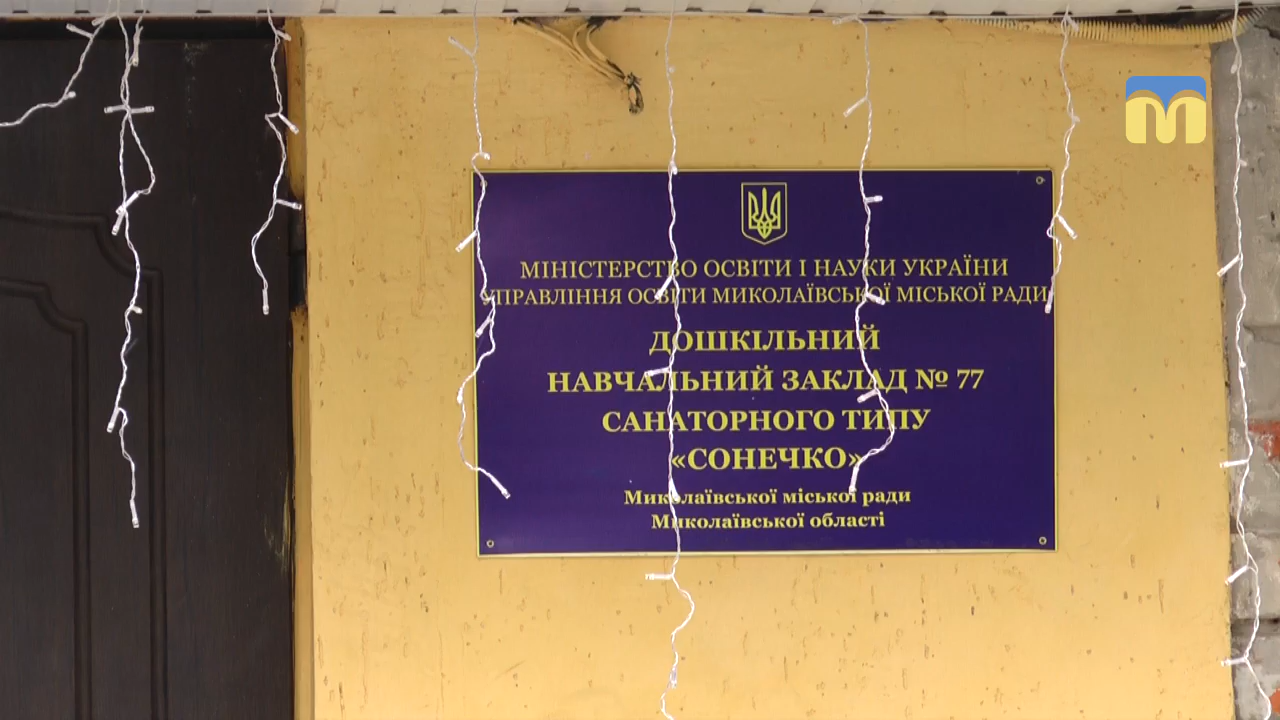 МІНІСТЕРСТВО ОСВІТИ І НАУКИ УКРАЇНИ
УПРАВЛІННЯ ОСВІТИ МИКОЛАЇВСЬКОЇ МІСЬКОЇ РАДИ
ДОШКІЛЬНИЙ
НАВЧАЛЬНИЙ ЗАКЛАД № 77
САНАТОРНОГО ТИПУ
«СОНЕЧКО»
Миколаївської міської ради
Миколаївської області